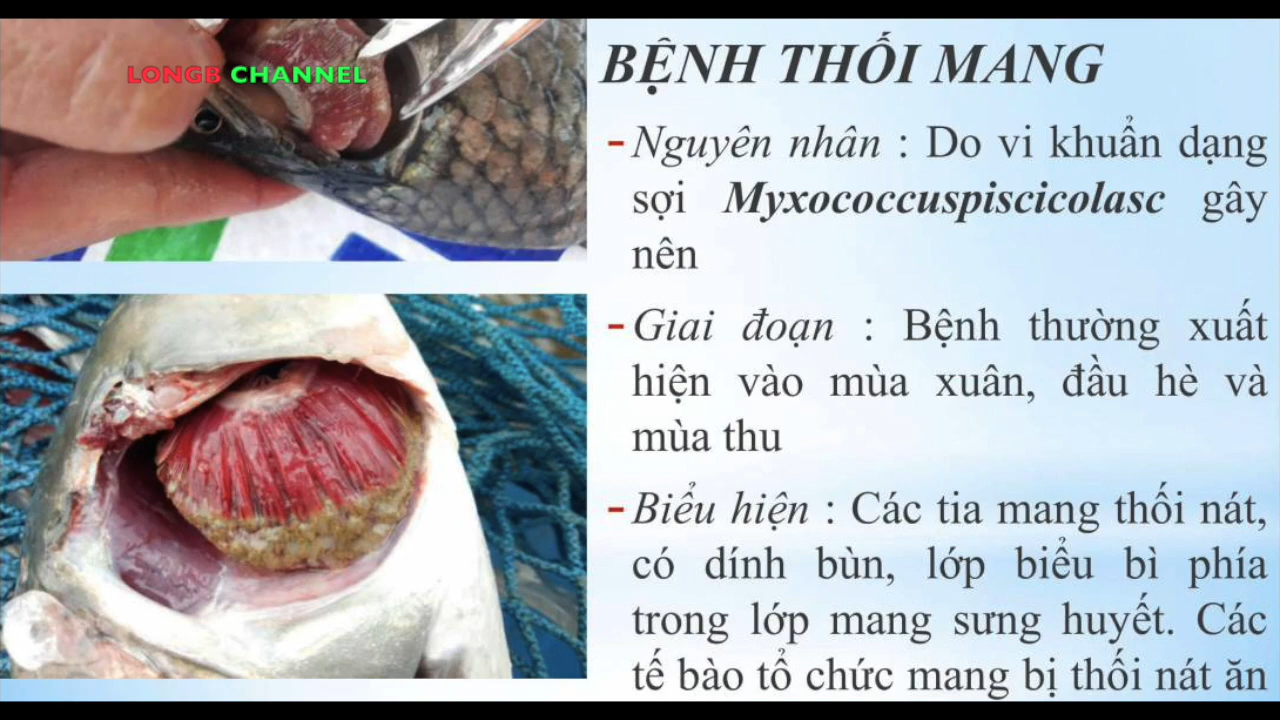 LONGB CHANNEL
BỆNH THỐI MANG
- Nguyên nhân : Do vi khuẩn dạng
sợi Myxococcuspiscicolasc gây
nên
- Giai đoạn : Bệnh thường xuất
hiện vào mùa xuân, đầu hè và
mùa thu
- Biểu hiện : Các tia mang thối nát,
có dính bùn, lớp biểu bì phía
trong lớp mang sưng huyết. Các
tế bào tổ chức mang bị thối nát ăn